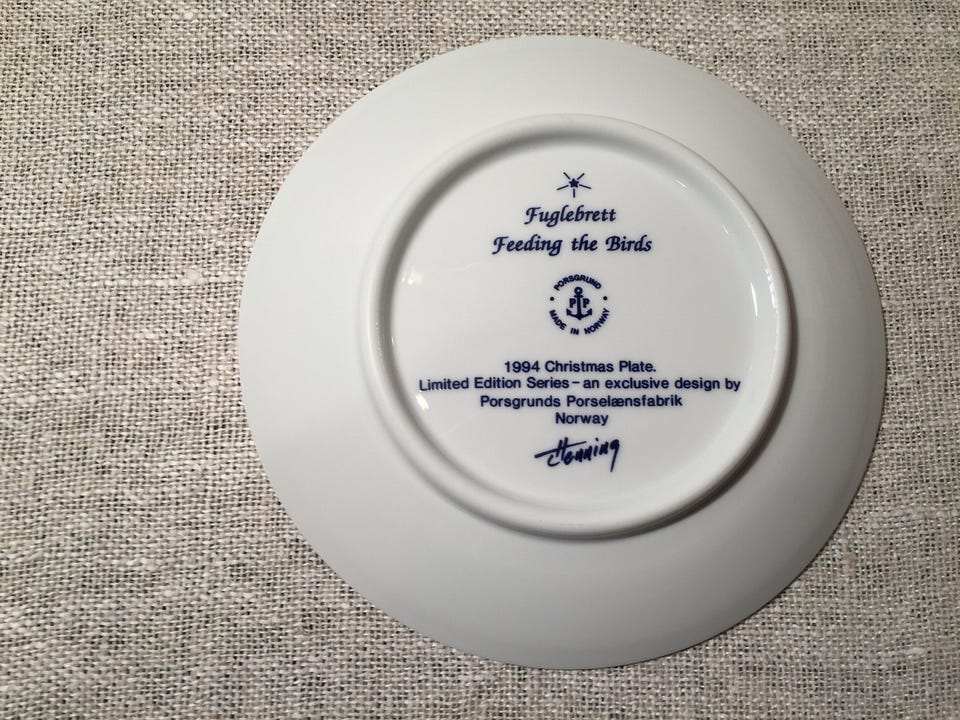 Fuglebrett
Feeding the Birds
PORSGRUND
P P
MADE IN NORWAY
1994 Christmas Plate.
Limited Edition Series – an exclusive design by
Porsgrunds Porselænsfabrik
Norway
Henning